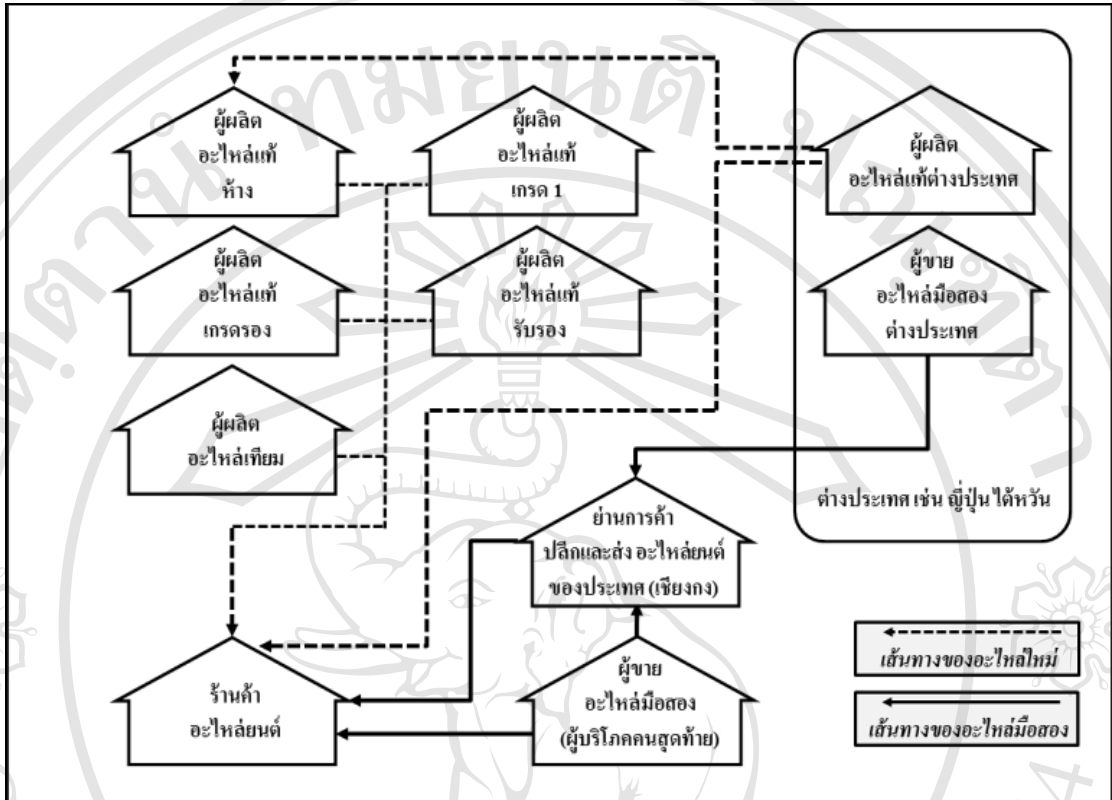 ผู้ผลิต
อะไหล่แท้
ห้าง
ผู้ผลิต
อะไหล่แท้
เกรด 1
ผู้ผลิต
อะไหล่แท้ต่างประเทศ
ผู้ผลิต
อะไหล่แท้
เกรดรอง
ผู้ผลิต
อะไหล่แท้
รับรอง
ผู้ขาย
อะไหล่มือสอง
ต่างประเทศ
ผู้ผลิต
อะไหล่เทียม
ต่างประเทศ เช่น ญี่ปุ่น ไต้หวัน
ย่านการค้า
ปลีกและส่ง อะไหล่ยนต์
ของประเทศ (เชียงกง)
ร้านค้า
อะไหล่ยนต์
ผู้ขาย
อะไหล่มือสอง
(ผู้บริโภคคนสุดท้าย)
เส้นทางของอะไหล่ใหม่
เส้นทางของอะไหล่มือสอง